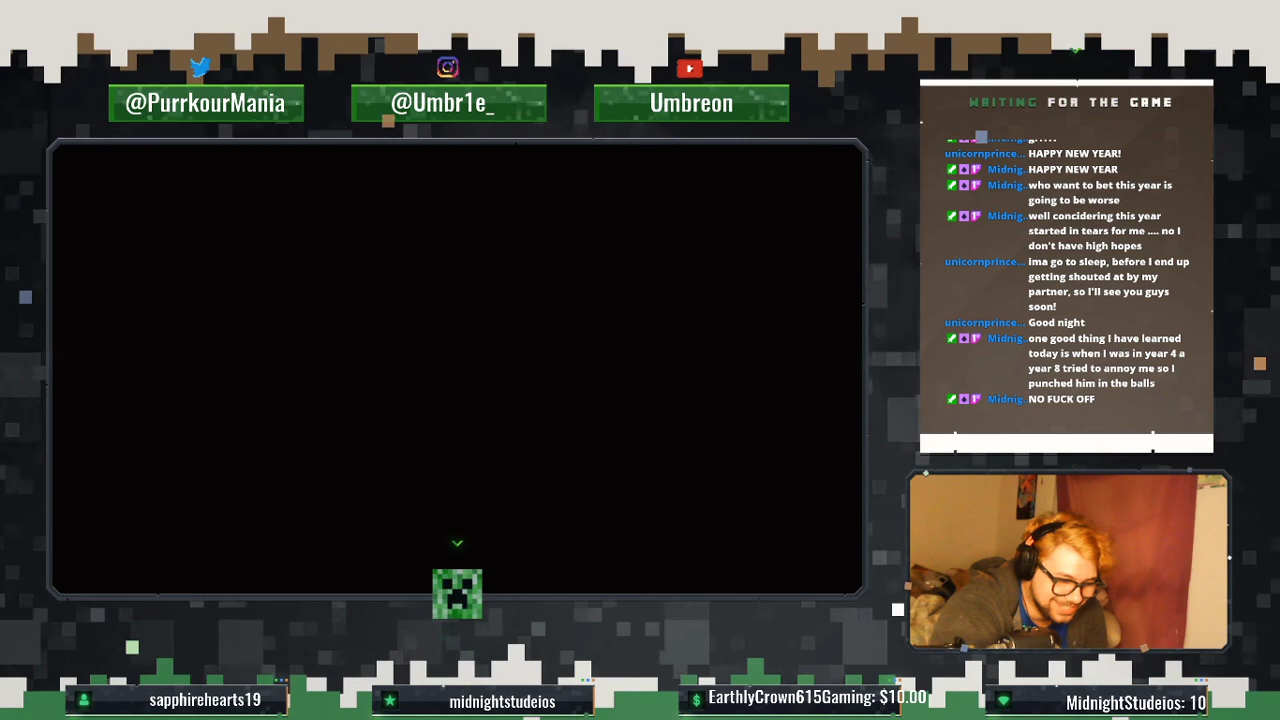 @PurrkourMania
@Umbr1e_
Umbreon
WRITING FOR THE GAME
unicornprince... HAPPY NEW YEAR!
Midnig... HAPPY NEW YEAR
Midnig... who want to bet this year is
going to be worse
Midnig... well concidering this year
started in tears for me .... no I
don't have high hopes
unicornprince... ima go to sleep, before I end up
getting shouted at by my
partner, so I'll see you guys
soon!
unicornprince... Good night
Midnig... one good thing I have learned
today is when I was in year 4 a
year 8 tried to annoy me so I
punched him in the balls
Midnig... NO FUCK OFF
sapphirehearts19
midnightstudeios
EarthlyCrown615Gaming: $10.00
MidnightStudeios: 10